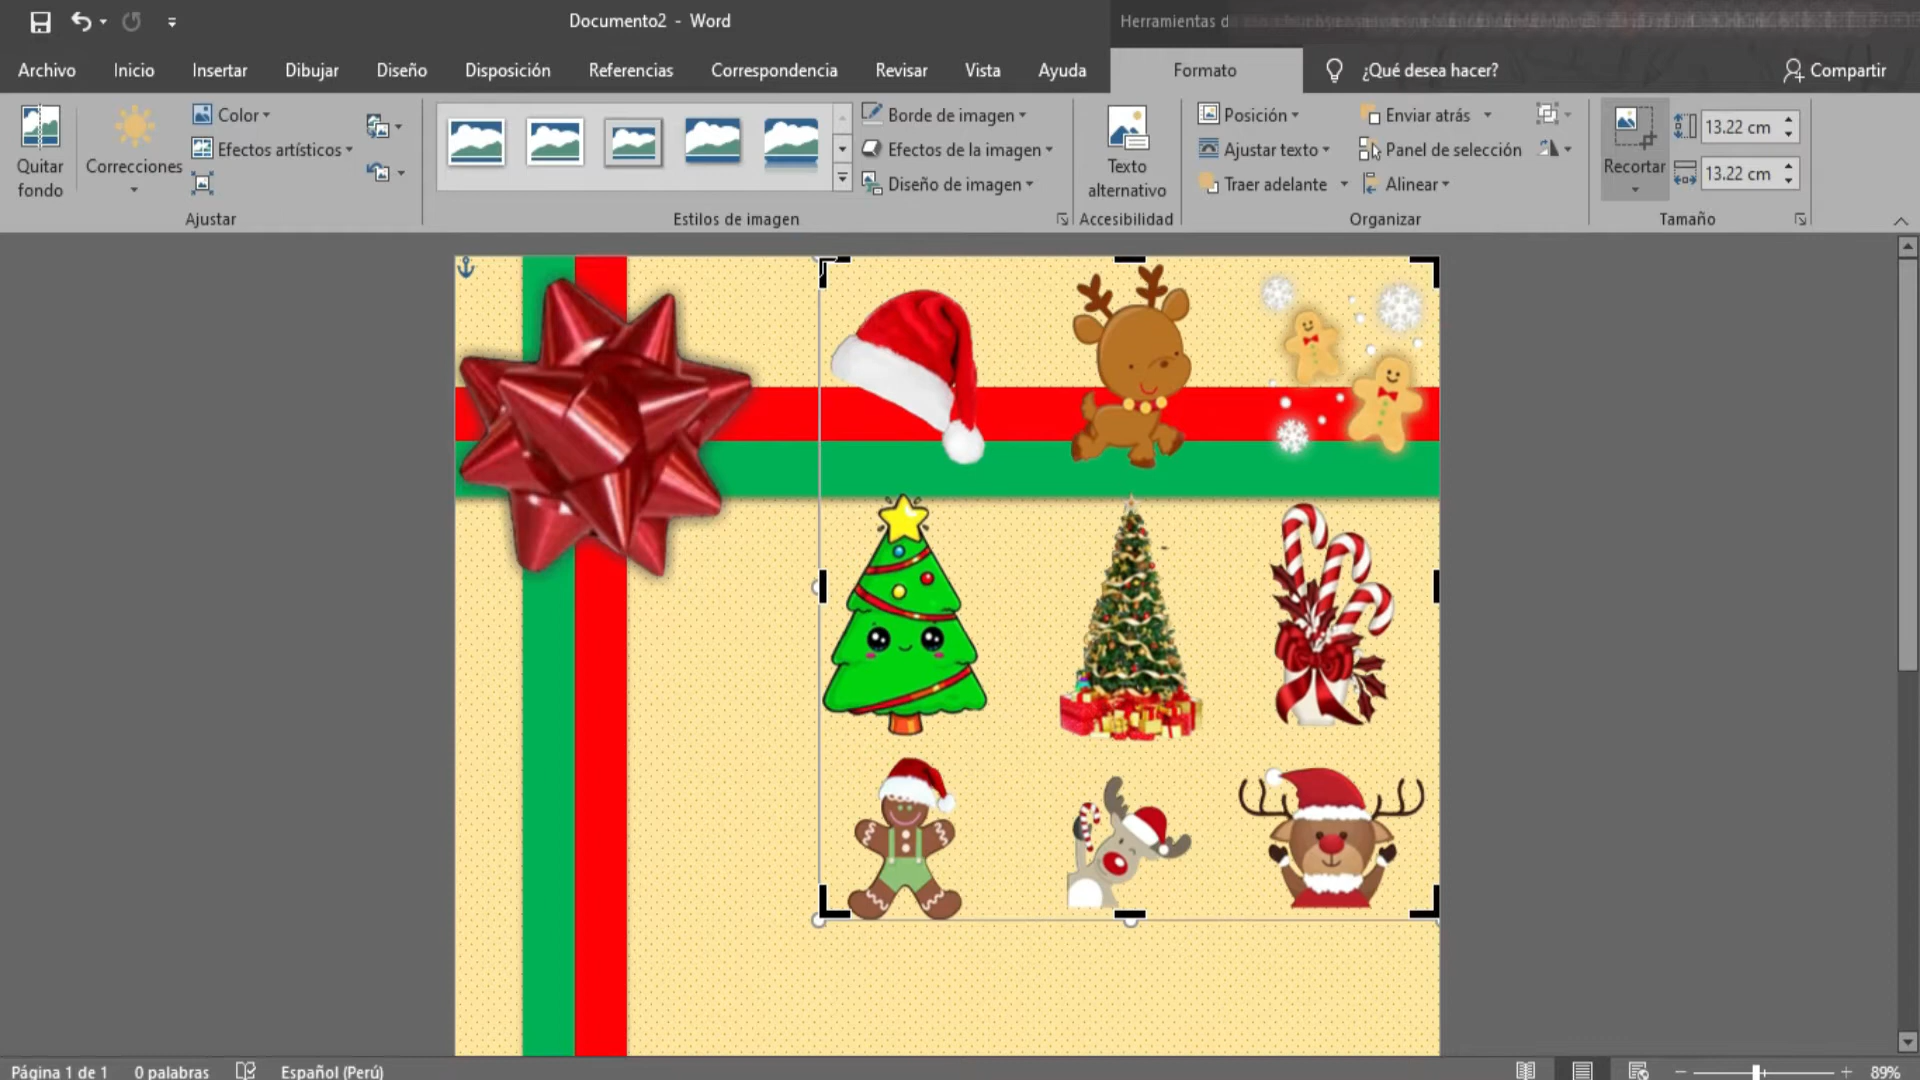 Documento2 - Word
Herramientas d
Archivo Inicio Insertar Dibujar Diseño Disposición Referencias Correspondencia Revisar Vista Ayuda Formato ¿Qué desea hacer? Compartir
Quitar fondo
Correcciones
Color
Efectos artísticos
Ajustar
Estilos de imagen
Borde de imagen
Efectos de la imagen
Diseño de imagen
Texto alternativo
Accesibilidad
Posición
Ajustar texto
Traer adelante
Enviar atrás
Panel de selección
Alinear
Organizar
Recortar
13.22 cm
13.22 cm
Tamaño
Página 1 de 1 0 palabras Español (Perú) 89%